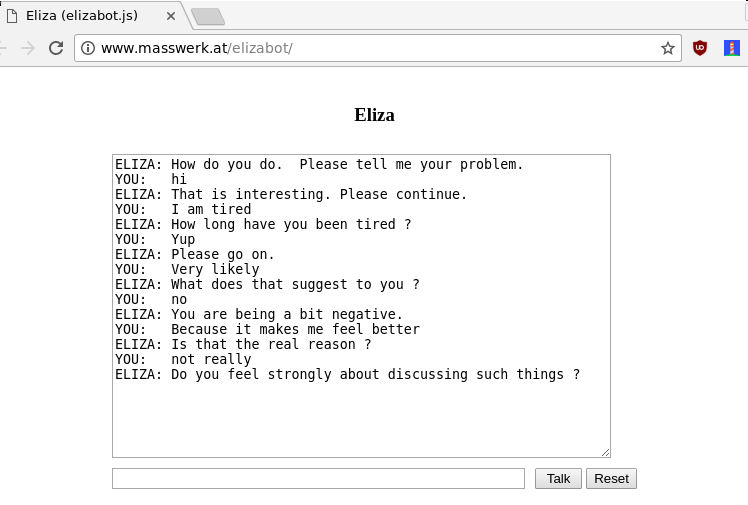 Eliza (elizabot.js)
www.masswerk.at/elizabot/
Eliza
ELIZA: How do you do.  Please tell me your problem.
YOU:   hi
ELIZA: That is interesting. Please continue.
YOU:   I am tired
ELIZA: How long have you been tired ?
YOU:   Yup
ELIZA: Please go on.
YOU:   Very likely
ELIZA: What does that suggest to you ?
YOU:   no
ELIZA: You are being a bit negative.
YOU:   Because it makes me feel better
ELIZA: Is that the real reason ?
YOU:   not really
ELIZA: Do you feel strongly about discussing such things ?
Talk Reset